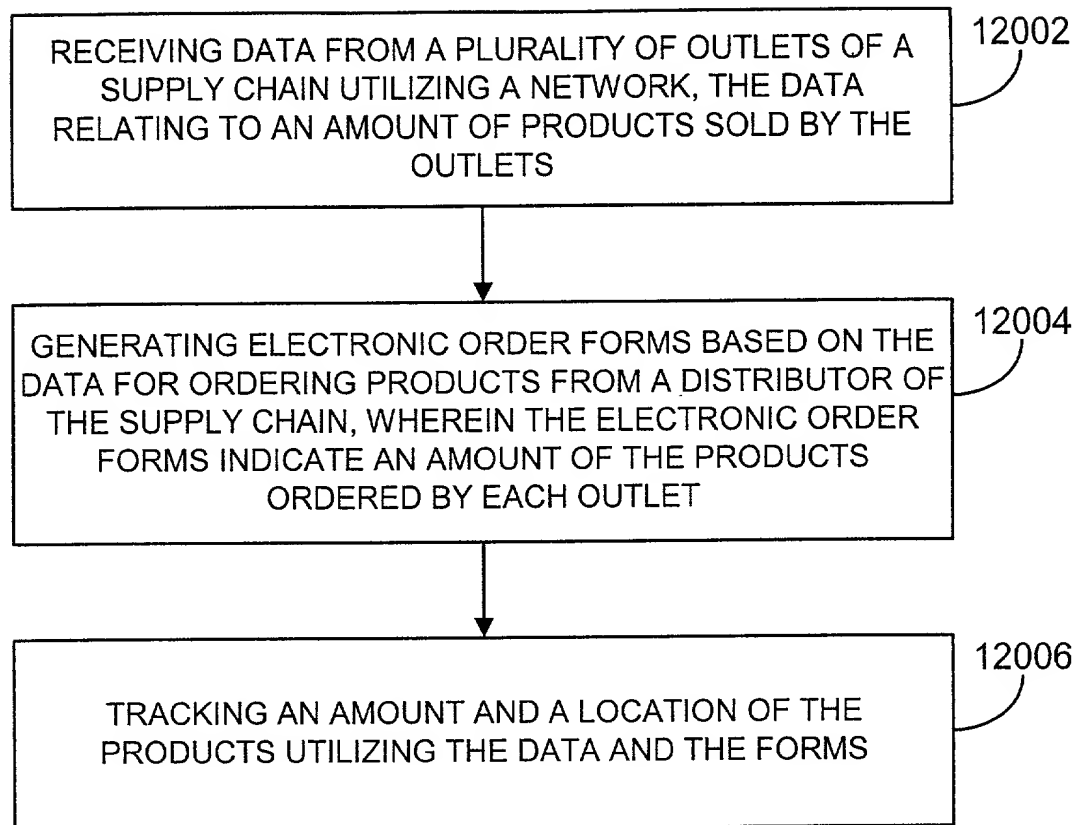 12002
RECEIVING DATA FROM A PLURALITY OF OUTLETS OF A
SUPPLY CHAIN UTILIZING A NETWORK, THE DATA
RELATING TO AN AMOUNT OF PRODUCTS SOLD BY THE
OUTLETS
12004
GENERATING ELECTRONIC ORDER FORMS BASED ON THE
DATA FOR ORDERING PRODUCTS FROM A DISTRIBUTOR OF
THE SUPPLY CHAIN, WHEREIN THE ELECTRONIC ORDER
FORMS INDICATE AN AMOUNT OF THE PRODUCTS
ORDERED BY EACH OUTLET
12006
TRACKING AN AMOUNT AND A LOCATION OF THE
PRODUCTS UTILIZING THE DATA AND THE FORMS